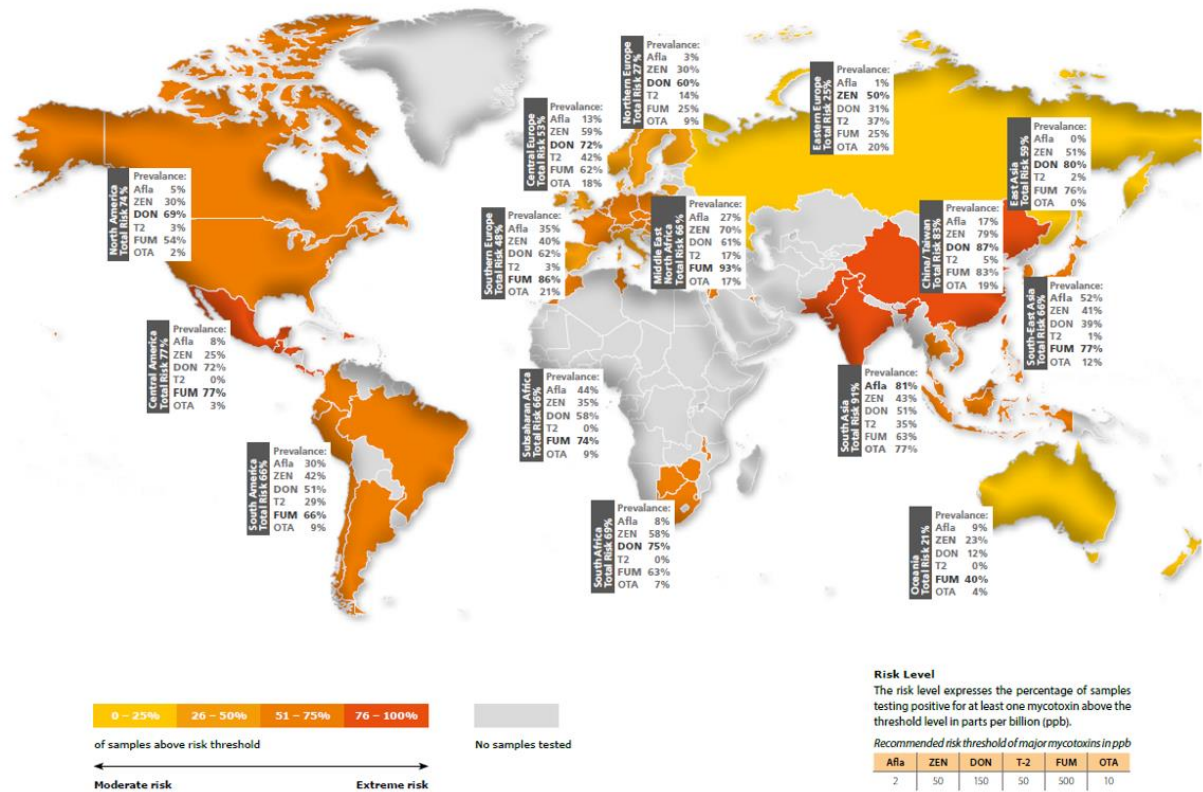 Northern Europe
Total Risk 27%
Prevalance:
Afla 3%
ZEN 30%
DON 60%
T2 14%
FUM 25%
OTA 9%
Eastern Europe
Total Risk 25%
Prevalance:
Afla 1%
ZEN 50%
DON 31%
T2 37%
FUM 25%
OTA 20%
Central Europe
Total Risk 53%
Prevalance:
Afla 13%
ZEN 59%
DON 72%
T2 42%
FUM 62%
OTA 18%
East Asia
Total Risk 59%
Prevalance:
Afla 0%
ZEN 51%
DON 80%
T2 2%
FUM 76%
OTA 0%
North America
Total Risk 74%
Prevalance:
Afla 5%
ZEN 30%
DON 69%
T2 3%
FUM 54%
OTA 2%
Southern Europe
Total Risk 48%
Prevalance:
Afla 35%
ZEN 40%
DON 62%
T2 3%
FUM 86%
OTA 21%
Middle East
North Africa
Total Risk 66%
Prevalance:
Afla 27%
ZEN 70%
DON 61%
T2 17%
FUM 93%
OTA 17%
China/Taiwan
Total Risk 83%
Prevalance:
Afla 17%
ZEN 79%
DON 87%
T2 5%
FUM 83%
OTA 19%
South-East Asia
Total Risk 66%
Prevalance:
Afla 52%
ZEN 41%
DON 39%
T2 1%
FUM 77%
OTA 12%
Central America
Total Risk 77%
Prevalance:
Afla 8%
ZEN 25%
DON 72%
T2 0%
FUM 77%
OTA 3%
Subsaharan Africa
Total Risk 66%
Prevalance:
Afla 44%
ZEN 35%
DON 58%
T2 0%
FUM 74%
OTA 9%
South Asia
Total Risk 91%
Prevalance:
Afla 81%
ZEN 43%
DON 51%
T2 35%
FUM 63%
OTA 77%
South America
Total Risk 66%
Prevalance:
Afla 30%
ZEN 42%
DON 51%
T2 29%
FUM 66%
OTA 9%
South Africa
Total Risk 69%
Prevalance:
Afla 8%
ZEN 58%
DON 75%
T2 0%
FUM 63%
OTA 7%
Oceania
Total Risk 21%
Prevalance:
Afla 9%
ZEN 23%
DON 12%
T2 0%
FUM 40%
OTA 4%
0 – 25% 26 – 50% 51 – 75% 76 – 100%
of samples above risk threshold
No samples tested
Moderate risk Extreme risk
Risk Level
The risk level expresses the percentage of samples
testing positive for at least one mycotoxin above the
threshold level in parts per billion (ppb).
Recommended risk threshold of major mycotoxins in ppb
Afla ZEN DON T-2 FUM OTA
2 50 150 50 500 10